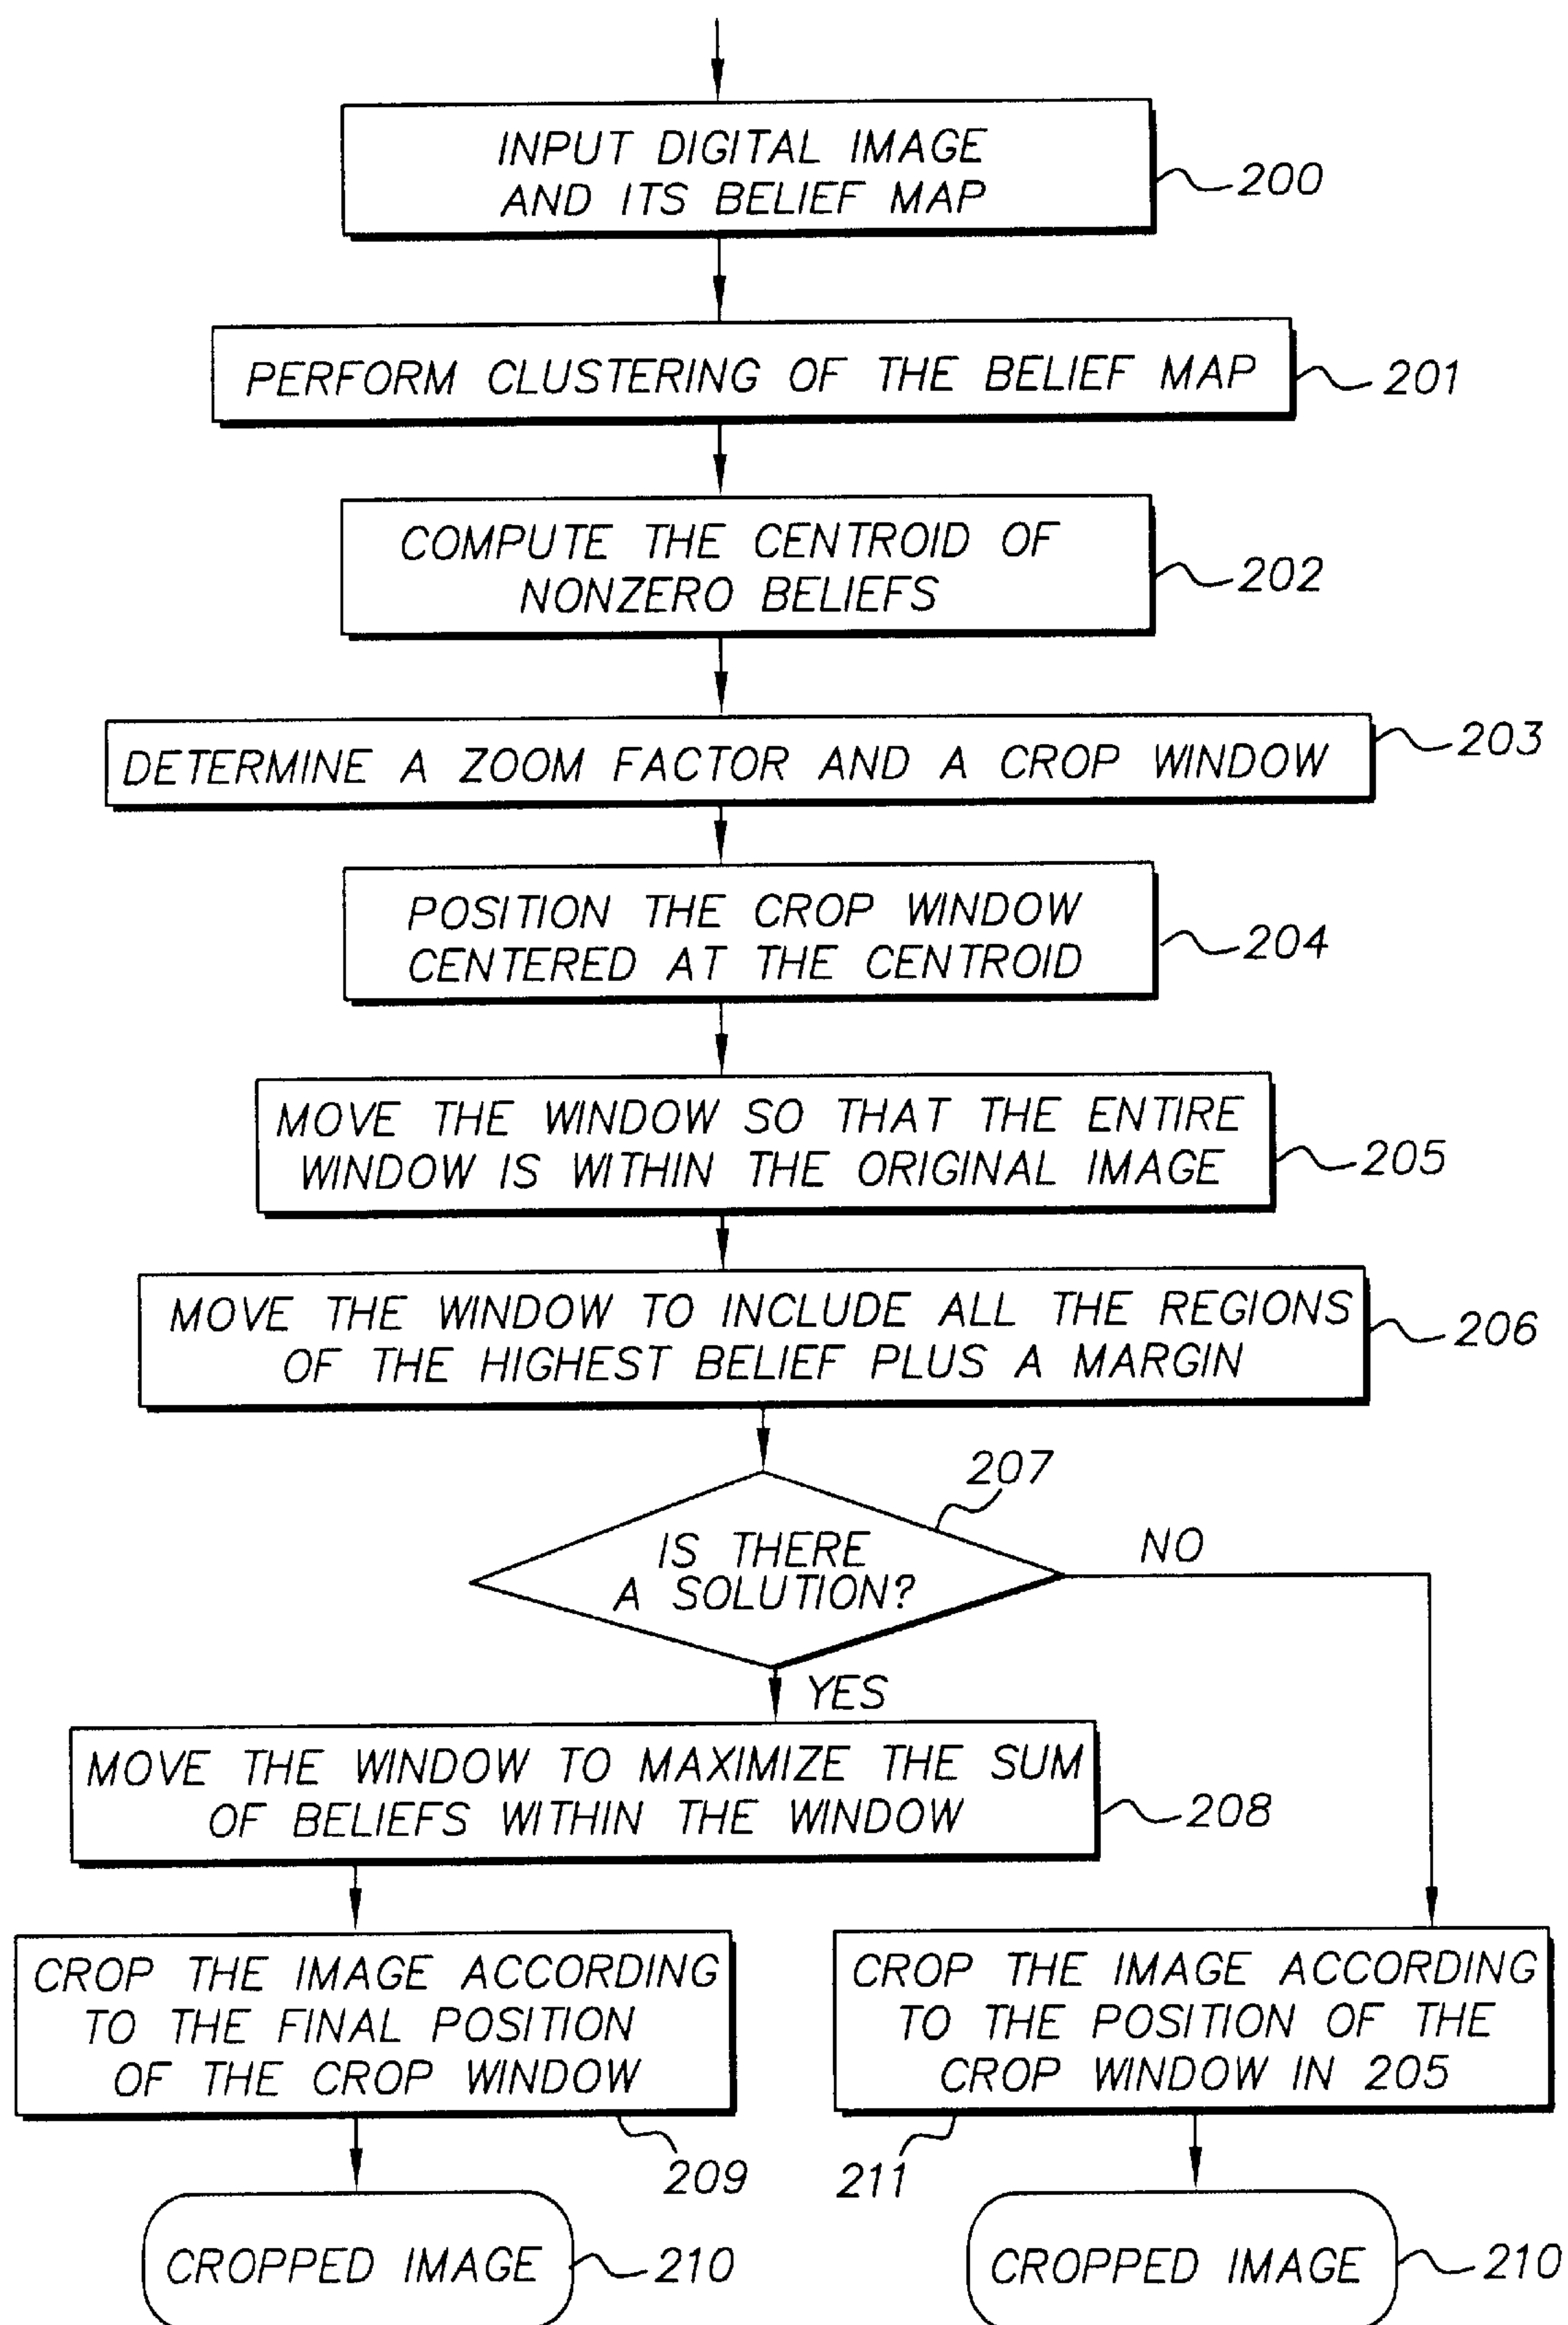 INPUT DIGITAL IMAGE
AND ITS BELIEF MAP
200
PERFORM CLUSTERING OF THE BELIEF MAP
201
COMPUTE THE CENTROID OF
NONZERO BELIEFS
202
DETERMINE A ZOOM FACTOR AND A CROP WINDOW
203
POSITION THE CROP WINDOW
CENTERED AT THE CENTROID
204
MOVE THE WINDOW SO THAT THE ENTIRE
WINDOW IS WITHIN THE ORIGINAL IMAGE
205
MOVE THE WINDOW TO INCLUDE ALL THE REGIONS
OF THE HIGHEST BELIEF PLUS A MARGIN
206
207
IS THERE
A SOLUTION?
NO
YES
MOVE THE WINDOW TO MAXIMIZE THE SUM
OF BELIEFS WITHIN THE WINDOW
208
CROP THE IMAGE ACCORDING
TO THE FINAL POSITION
OF THE CROP WINDOW
209
CROP THE IMAGE ACCORDING
TO THE POSITION OF THE
CROP WINDOW IN 205
211
CROPPED IMAGE
210
CROPPED IMAGE
210